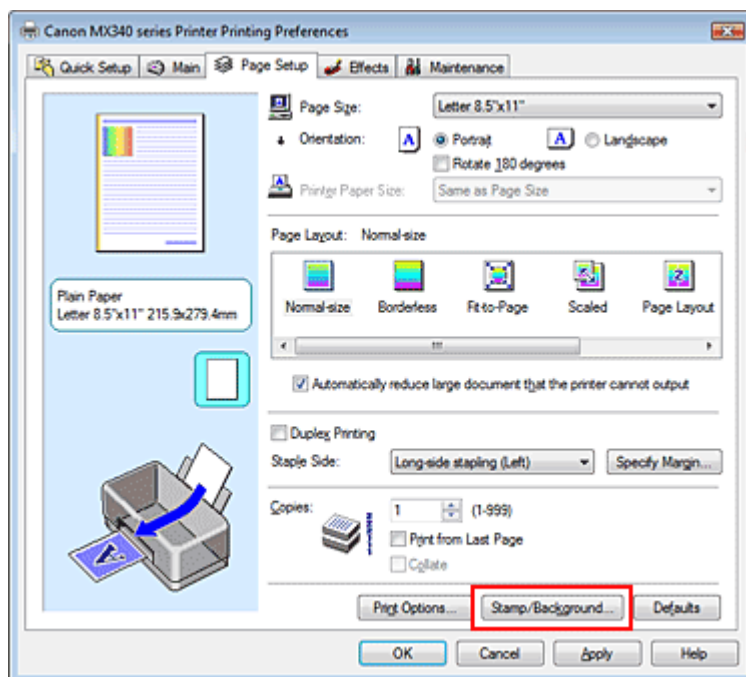 Canon MX340 series Printer Printing Preferences
Quick Setup Main Page Setup Effects Maintenance
Page Size: Letter 8.5"x11"
Orientation: A Portrait A Landscape
Rotate 180 degrees
Printer Paper Size: Same as Page Size
Page Layout: Normal-size
Normal-size Borderless Fit-to-Page Scaled Page Layout
Plain Paper
Letter 8.5"x11" 215.9x279.4mm
Automatically reduce large document that the printer cannot output
Duplex Printing
Staple Side: Long-side stapling (Left) Specify Margin...
Copies: 1 (1-999)
Print from Last Page
Collate
Print Options... Stamp/Background... Defaults
OK Cancel Apply Help